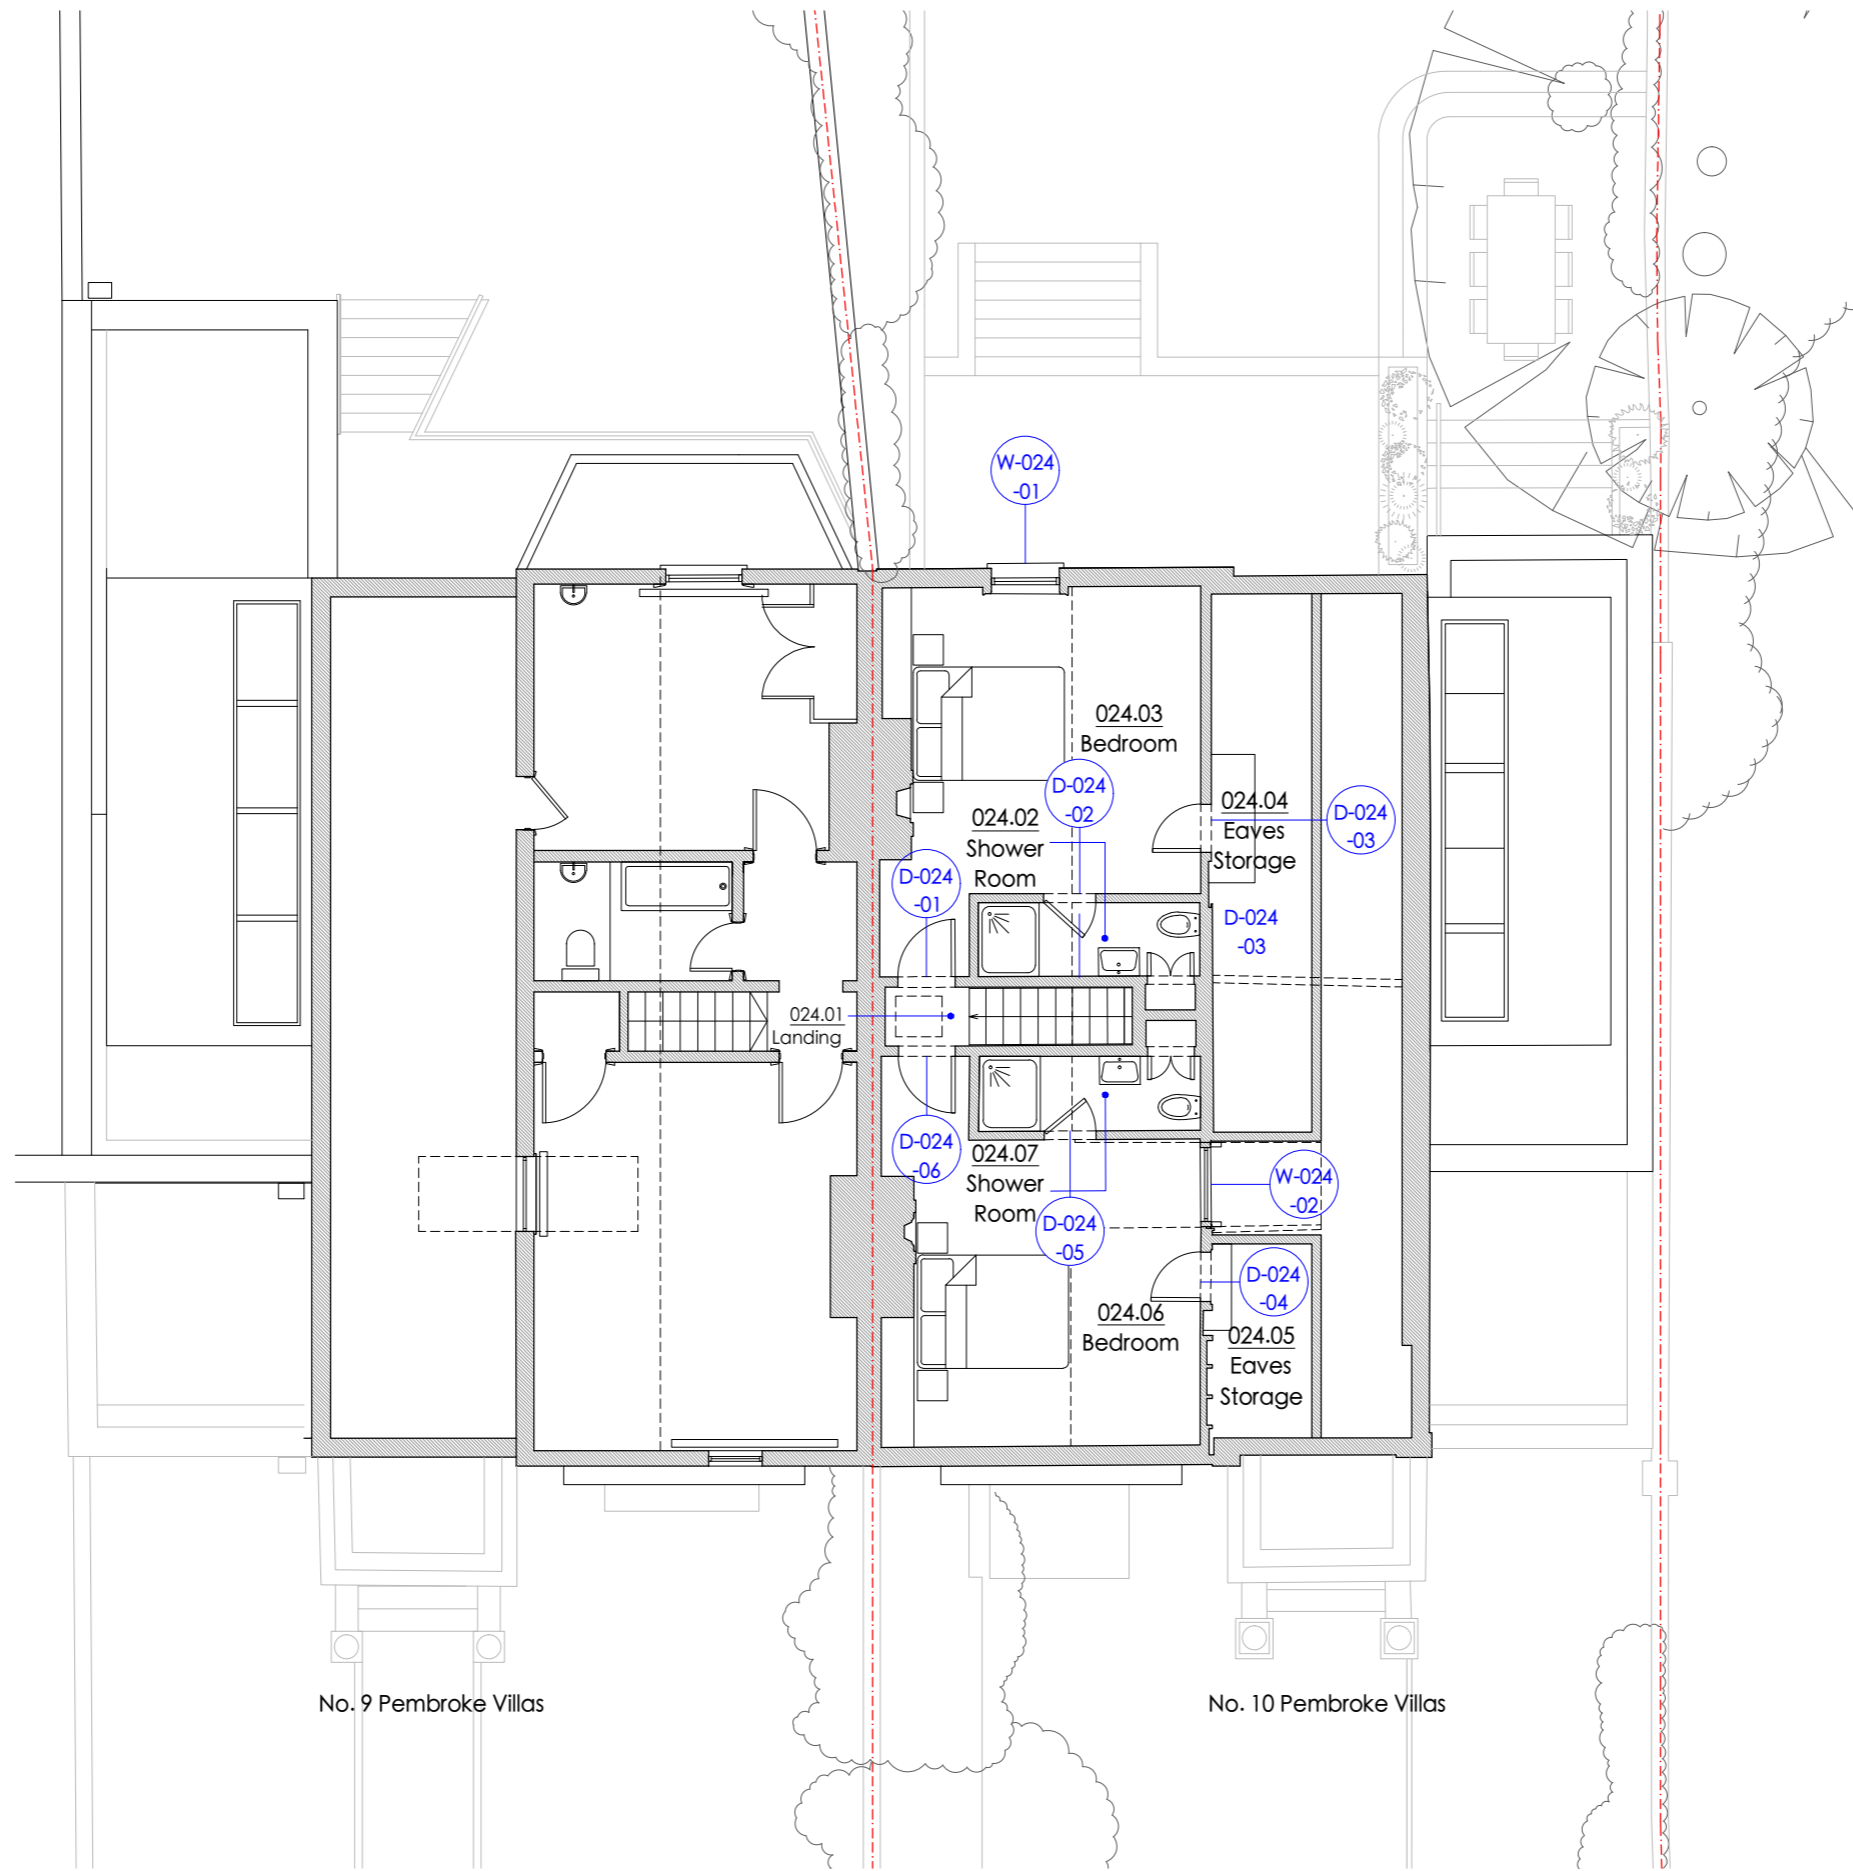 W-024
-01
024.03
Bedroom
D-024
-02
024.02
Shower
Room
024.04
Eaves
Storage
D-024
-03
D-024
-01
D-024
-03
024.01
Landing
D-024
-06
024.07
Shower
Room
W-024
-02
D-024
-05
D-024
-04
024.06
Bedroom
024.05
Eaves
Storage
No. 9 Pembroke Villas
No. 10 Pembroke Villas